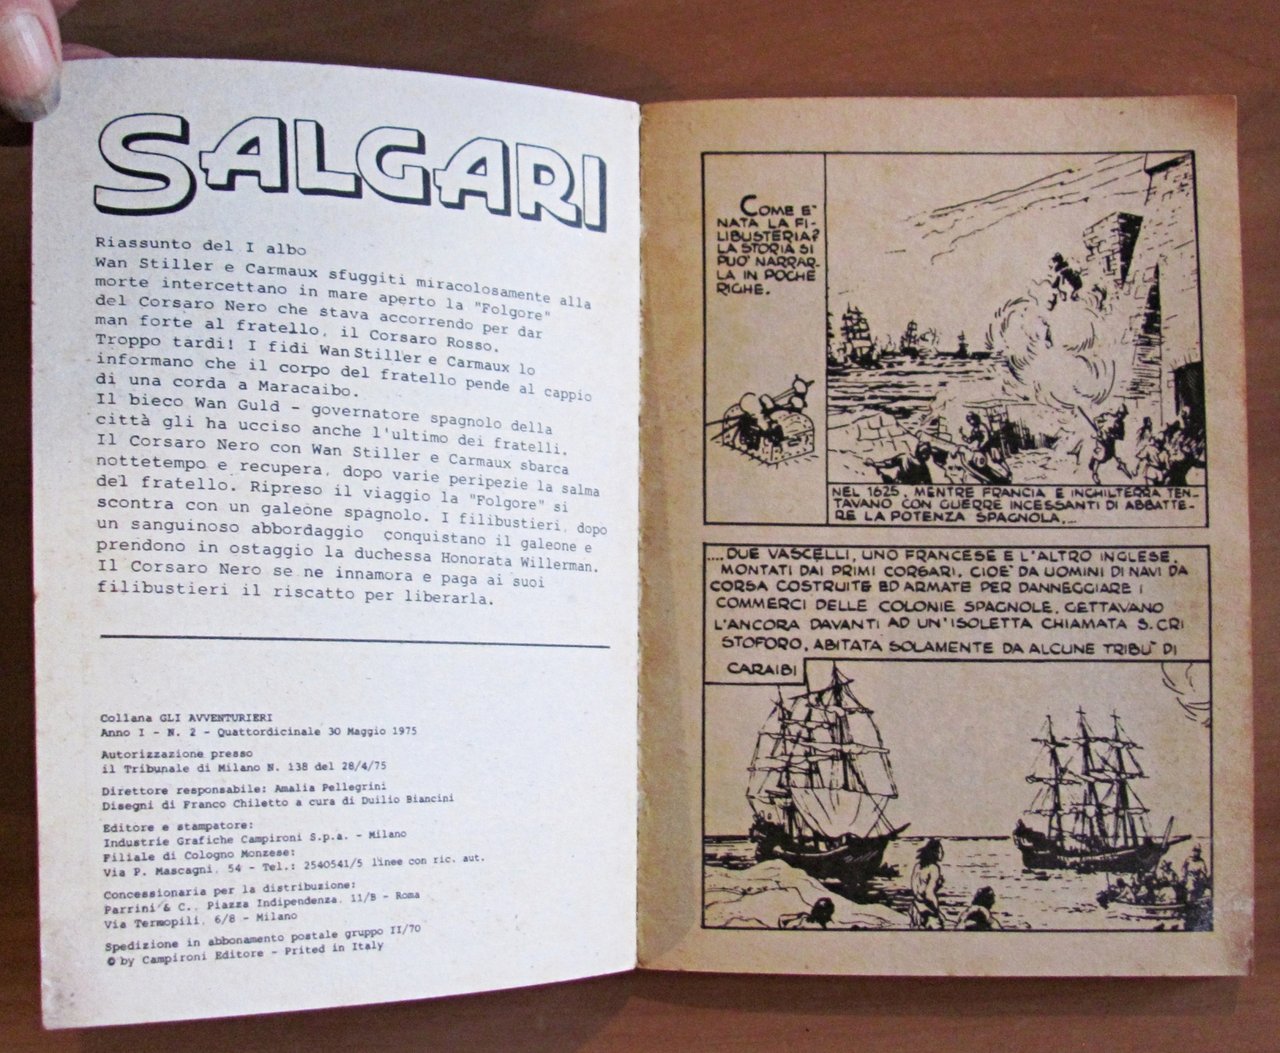 SALGARI
Riassunto del I albo
Wan Stiller e Carmaux sfuggiti miracolosamente alla
morte intercettano in mare aperto la "Folgore"
del Corsaro Nero che stava accorrendo per dar
man forte al fratello, il Corsaro Rosso.
Troppo tardi! I fidi Wan Stiller e Carmaux lo
informano che il corpo del fratello pende al cappio
di una corda a Maracaibo.
Il bieco Wan Guld - governatore spagnolo della
città gli ha ucciso anche l'ultimo dei fratelli.
Il Corsaro Nero con Wan Stiller e Carmaux sbarca
nottetempo e recupera, dopo varie peripezie la salma
del fratello. Ripreso il viaggio la "Folgore" si
scontra con un galeone spagnolo. I filibustieri, dopo
un sanguinoso abbordaggio conquistano il galeone e
prendono in ostaggio la duchessa Honorata Willerman.
Il Corsaro Nero se ne innamora e paga ai suoi
filibustieri il riscatto per liberarla.
Collana GLI AVVENTURIERI
Anno I - N. 2 - Quattordicinale 30 Maggio 1975
Autorizzazione presso
il Tribunale di Milano N. 138 del 28/4/75
Direttore responsabile: Amalia Pellegrini
Disegni di Franco Chiletto a cura di Duilio Biancini
Editore e stampatore:
Industrie Grafiche Campironi S.p.a. - Milano
Filiale di Cologno Monzese:
Via P. Mascagni, 54 - Tel.: 2540541/5 linee con ric. aut.
Concessionaria per la distribuzione:
Parrini & C., Piazza Indipendenza, 11/B - Roma
Via Termopili, 6/8 - Milano
Spedizione in abbonamento postale gruppo II/70
© by Campironi Editore - Prited in Italy
COME E'
NATA LA FI-
LIBUSTERIA?
LA STORIA SI
PUO' NARRAR-
LA IN POCHE
RIGHE.
NEL 1625, MENTRE FRANCIA E INGHILTERRA TEN-
TAVANO CON GUERRE INCESSANTI DI ABBATTE-
RE LA POTENZA SPAGNOLA,...
....DUE VASCELLI, UNO FRANCESE E L'ALTRO INGLESE,
MONTATI DAI PRIMI CORSARI, CIOE' DA UOMINI DI NAVI DA
CORSA COSTRUITE ED ARMATE PER DANNEGGIARE I
COMMERCI DELLE COLONIE SPAGNOLE, GETTAVANO
L'ANCORA DAVANTI AD UN'ISOLETTA CHIAMATA S. CRI
STOFORO, ABITATA SOLAMENTE DA ALCUNE TRIBU' DI
CARAIBI